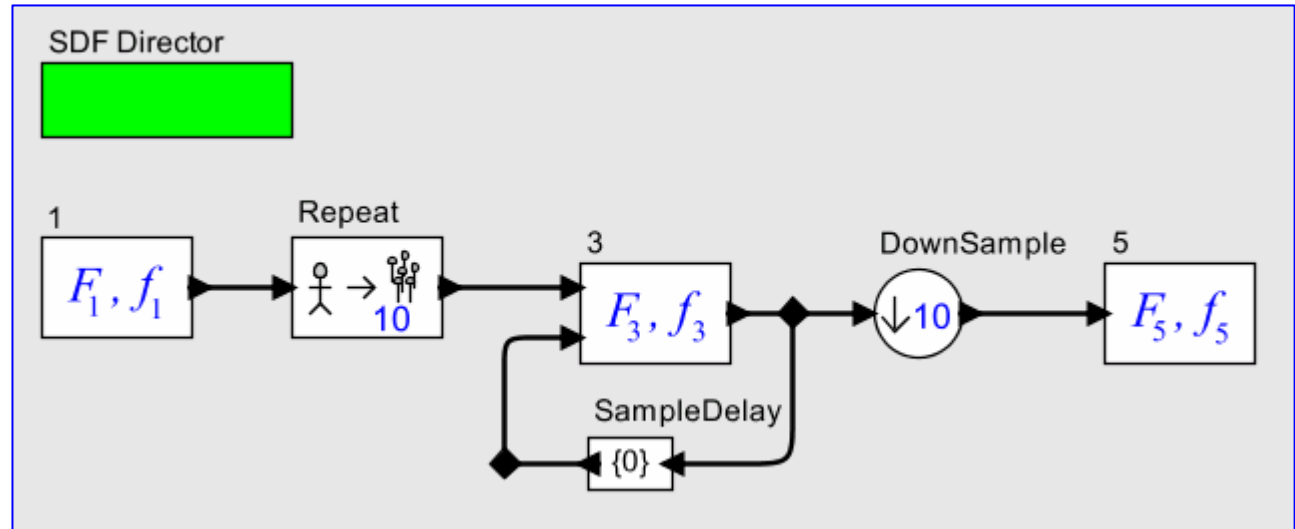 SDF Director
1
Repeat
3
DownSample
5
F₁, f₁
10
F₃, f₃
↓10
F₅, f₅
SampleDelay
{0}